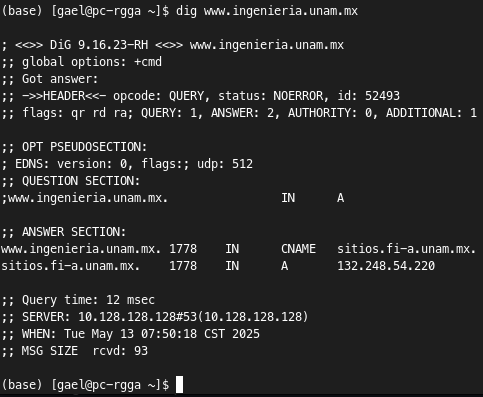 (base) [gael@pc-rgga ~]$ dig www.ingenieria.unam.mx

; <<>> DiG 9.16.23-RH <<>> www.ingenieria.unam.mx
;; global options: +cmd
;; Got answer:
;; ->>HEADER<<- opcode: QUERY, status: NOERROR, id: 52493
;; flags: qr rd ra; QUERY: 1, ANSWER: 2, AUTHORITY: 0, ADDITIONAL: 1

;; OPT PSEUDOSECTION:
; EDNS: version: 0, flags:; udp: 512
;; QUESTION SECTION:
;www.ingenieria.unam.mx.                IN      A

;; ANSWER SECTION:
www.ingenieria.unam.mx. 1778    IN      CNAME   sitios.fi-a.unam.mx.
sitios.fi-a.unam.mx.    1778    IN      A       132.248.54.220

;; Query time: 12 msec
;; SERVER: 10.128.128.128#53(10.128.128.128)
;; WHEN: Tue May 13 07:50:18 CST 2025
;; MSG SIZE  rcvd: 93

(base) [gael@pc-rgga ~]$